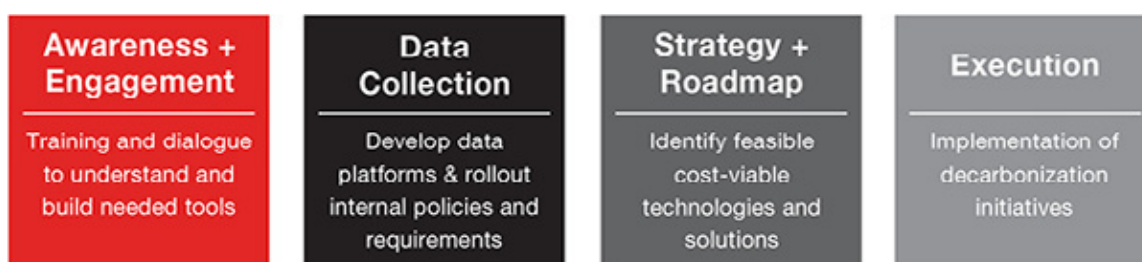 Awareness +
Engagement
Training and dialogue
to understand and
build needed tools
Data
Collection
Develop data
platforms & rollout
internal policies and
requirements
Strategy +
Roadmap
Identify feasible
cost-viable
technologies and
solutions
Execution
Implementation of
decarbonization
initiatives